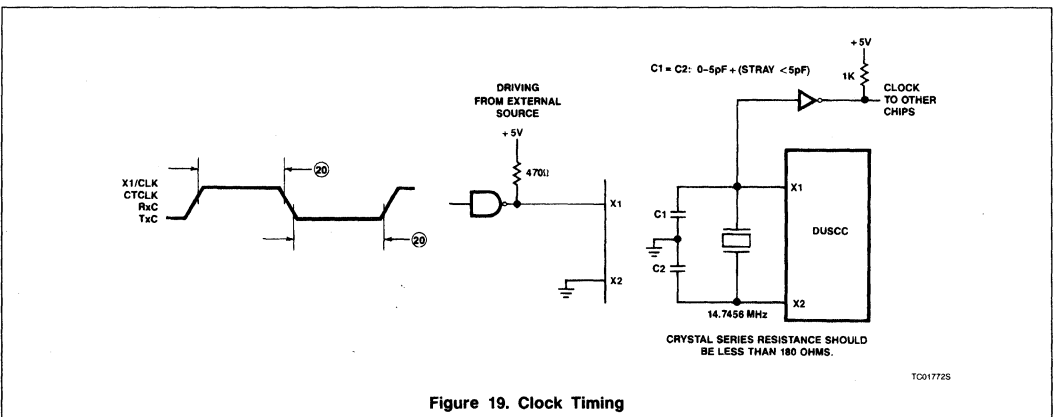 X1/CLK
CTCLK
RxC
TxC
20
20
DRIVING
FROM EXTERNAL
SOURCE
+ 5V
470Ω
X1
X2
C1 = C2: 0–5pF + (STRAY <5pF)
+ 5V
1K
CLOCK
TO OTHER
CHIPS
X1
C1
DUSCC
C2
X2
14.7456 MHz
CRYSTAL SERIES RESISTANCE SHOULD
BE LESS THAN 180 OHMS.
TC01772S
Figure 19. Clock Timing